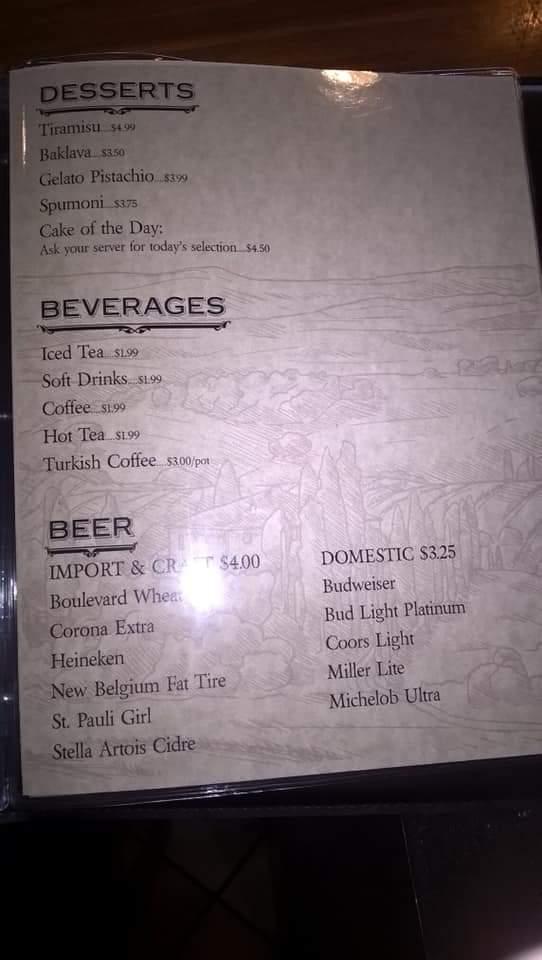 DESSERTS
Tiramisu...$4.99
Baklava...$3.50
Gelato Pistachio...$3.99
Spumoni...$3.75
Cake of the Day:
Ask your server for today's selection...$4.50
BEVERAGES
Iced Tea...$1.99
Soft Drinks...$1.99
Coffee...$1.99
Hot Tea...$1.99
Turkish Coffee...$3.00/pot
BEER
IMPORT & $4.00
Boulevard
Corona Extra
Heineken
New Belgium Fat Tire
St. Pauli Girl
Stella Artois Cidre
DOMESTIC $3.25
Budweiser
Bud Light Platinum
Coors Light
Miller Lite
Michelob Ultra